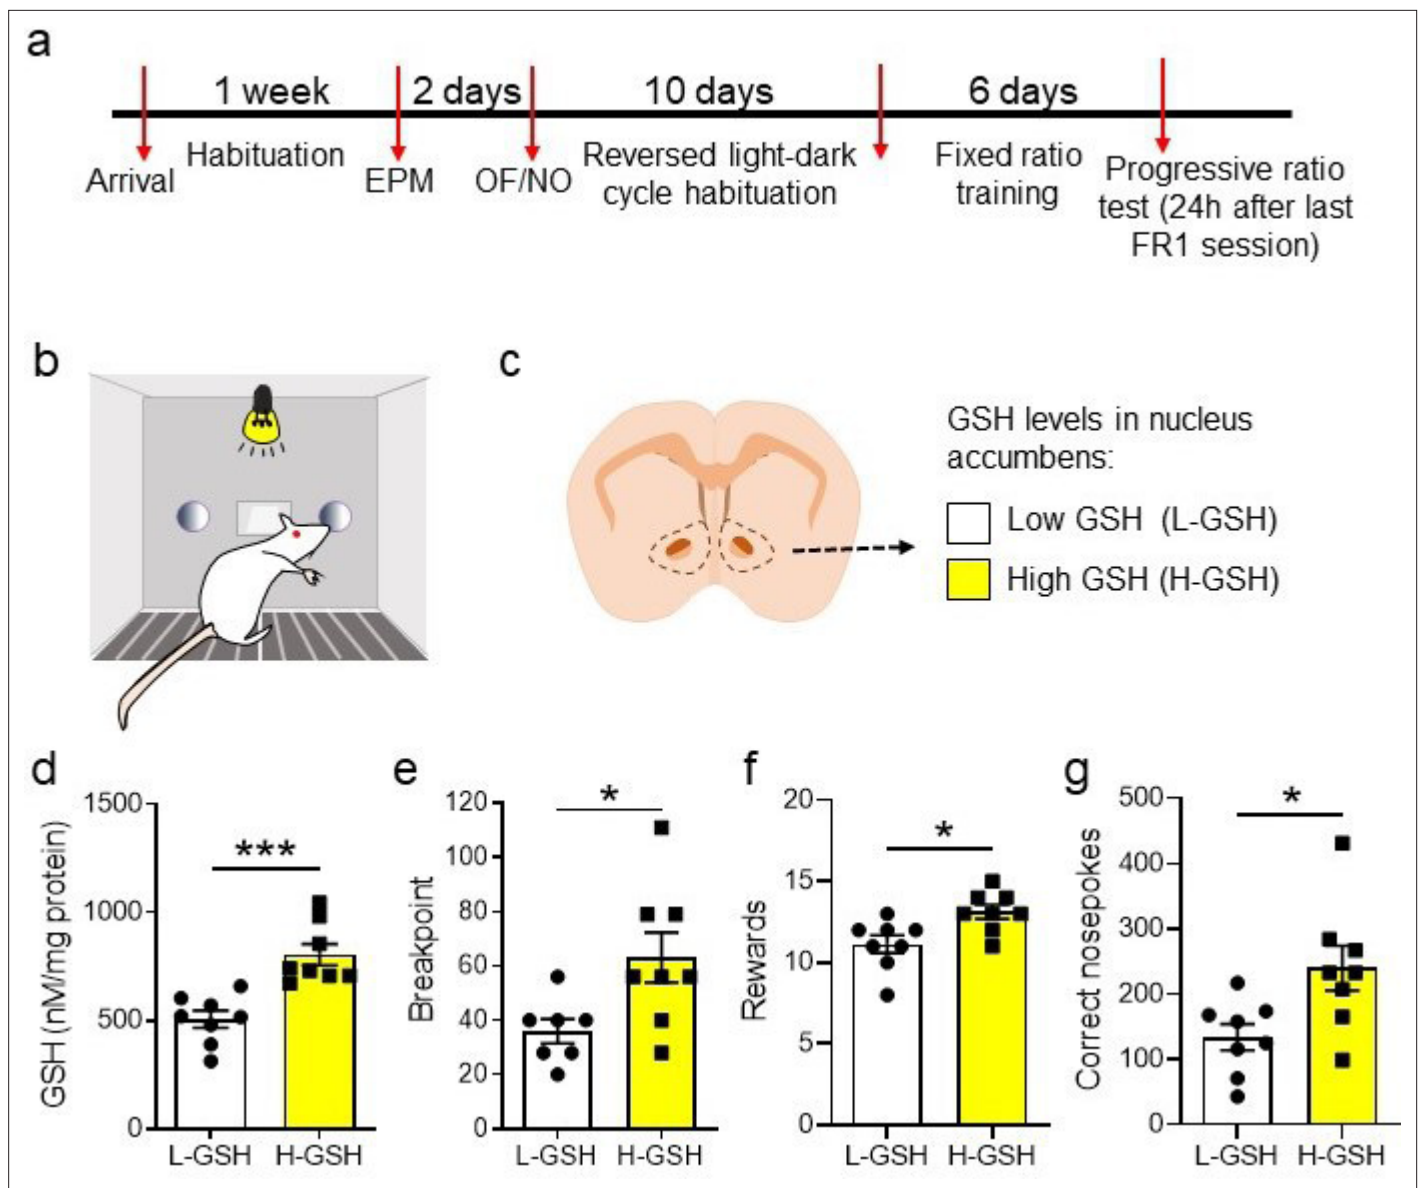 a
1 week
2 days
10 days
6 days
Arrival
Habituation
EPM
OF/NO
Reversed light-dark
cycle habituation
Fixed ratio
training
Progressive ratio
test (24h after last
FR1 session)
b
c
GSH levels in nucleus
accumbens:
Low GSH (L-GSH)
High GSH (H-GSH)
d
GSH (nM/mg protein)
1500
1000
500
0
***
L-GSH
H-GSH
e
Breakpoint
120
100
80
60
40
20
0
*
L-GSH
H-GSH
f
Rewards
20
15
10
5
0
*
L-GSH
H-GSH
g
Correct nosepokes
500
400
300
200
100
0
*
L-GSH
H-GSH